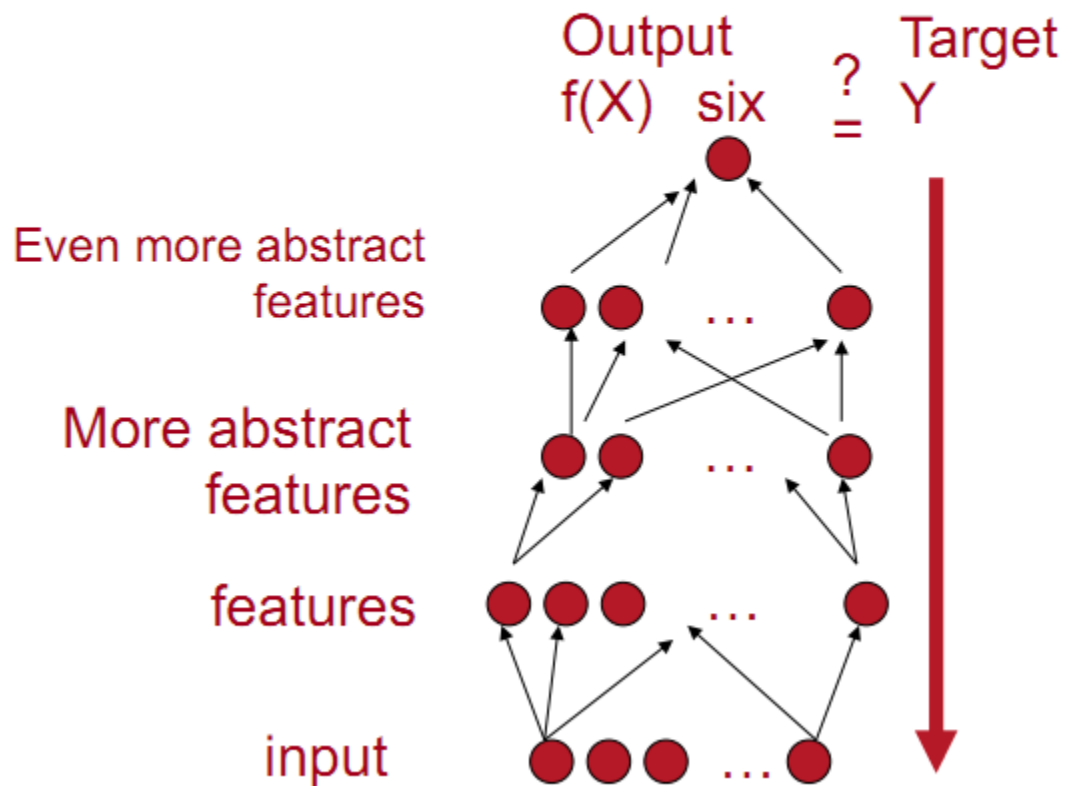 Output
f(X) six
?
=
Target
Y
Even more abstract
features
...
More abstract
features
...
features
...
input
...